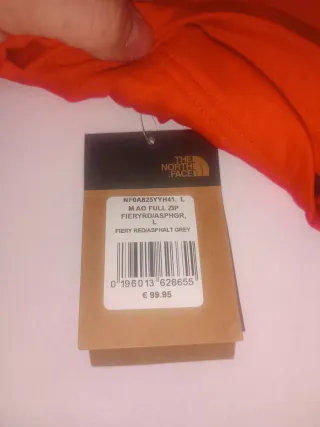 THE
NORTH
FACE
NF0A825YYH41. L
M AO FULL ZIP
FIERYRD/ASPHGR,
L
FIERY RED/ASPHALT GREY
0 196013 626655
€ 99.95